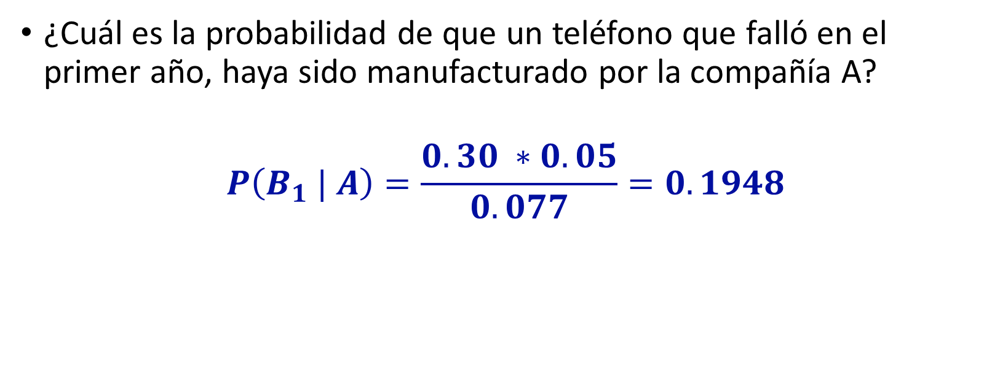 • ¿Cuál es la probabilidad de que un teléfono que falló en el
primer año, haya sido manufacturado por la compañía A?
P(B₁ | A) = (0.30 * 0.05) / 0.077 = 0.1948